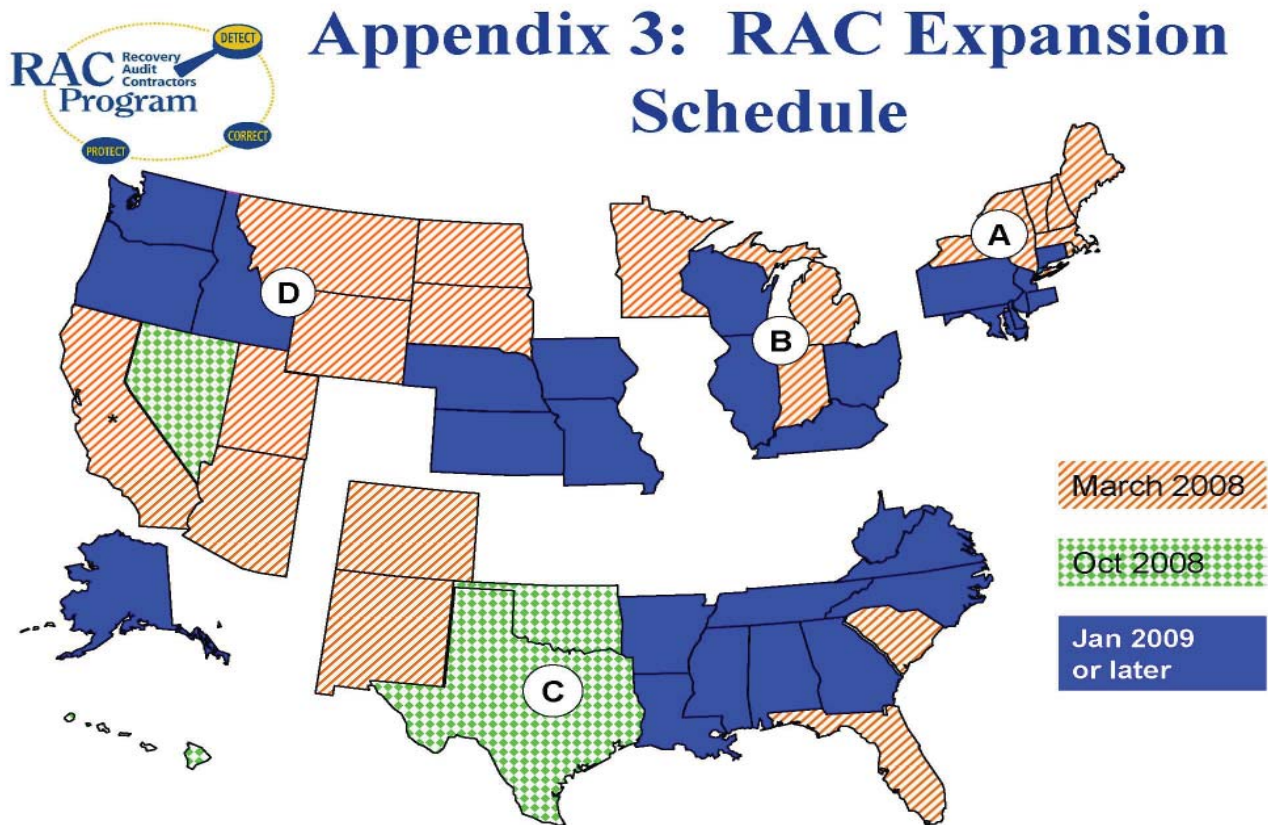 RAC Recovery Audit Contractors
Program
DETECT
CORRECT
PROTECT
Appendix 3: RAC Expansion
Schedule
A
D
B
*
C
March 2008
Oct 2008
Jan 2009
or later